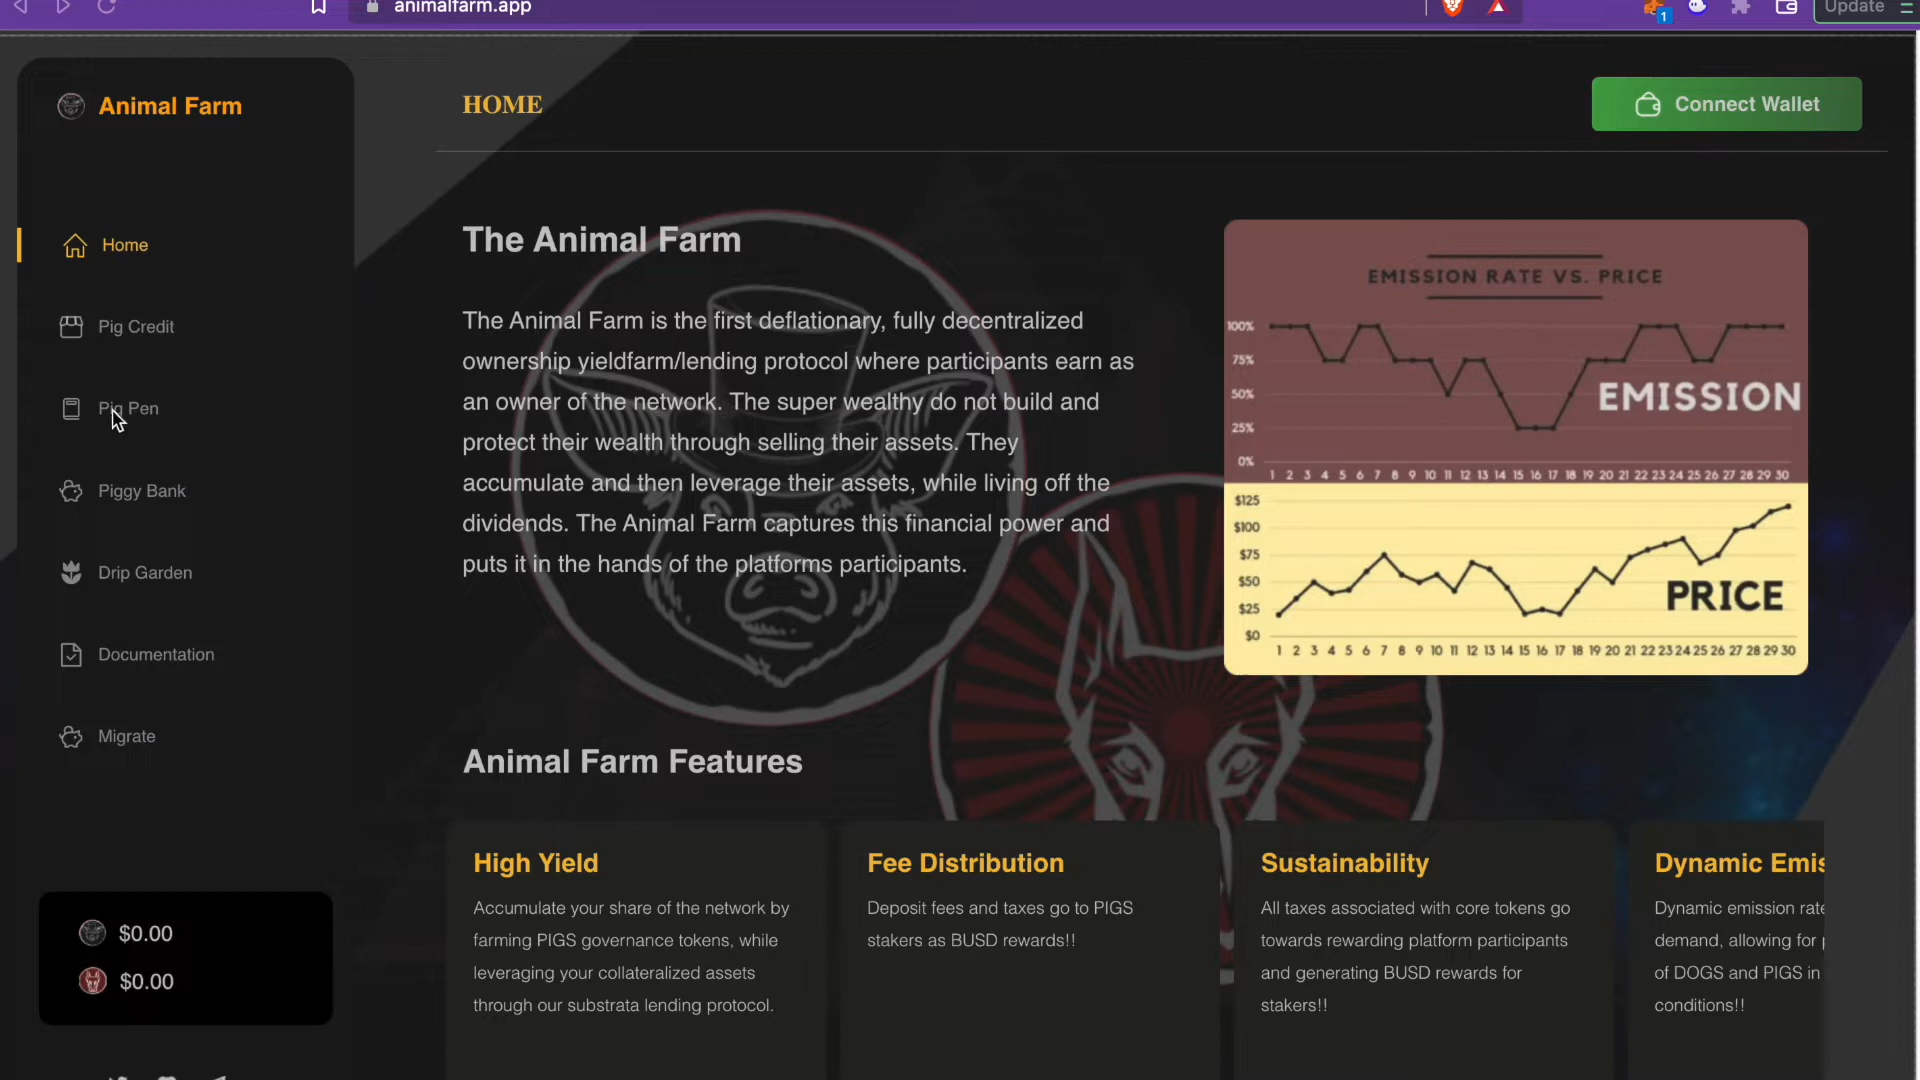 animalfarm.app
1
Update
Animal Farm
HOME
Connect Wallet
Home
Pig Credit
Pig Pen
Piggy Bank
Drip Garden
Documentation
Migrate
$0.00
$0.00
The Animal Farm
The Animal Farm is the first deflationary, fully decentralized
ownership yieldfarm/lending protocol where participants earn as
an owner of the network. The super wealthy do not build and
protect their wealth through selling their assets. They
accumulate and then leverage their assets, while living off the
dividends. The Animal Farm captures this financial power and
puts it in the hands of the platforms participants.
EMISSION RATE VS. PRICE
100%
75%
50%
25%
0%
EMISSION
1 2 3 4 5 6 7 8 9 10 11 12 13 14 15 16 17 18 19 20 21 22 23 24 25 26 27 28 29 30
$125
$100
$75
$50
$25
$0
PRICE
1 2 3 4 5 6 7 8 9 10 11 12 13 14 15 16 17 18 19 20 21 22 23 24 25 26 27 28 29 30
Animal Farm Features
High Yield
Accumulate your share of the network by
farming PIGS governance tokens, while
leveraging your collateralized assets
through our substrata lending protocol.
Fee Distribution
Deposit fees and taxes go to PIGS
stakers as BUSD rewards!!
Sustainability
All taxes associated with core tokens go
towards rewarding platform participants
and generating BUSD rewards for
stakers!!
Dynamic Emis
Dynamic emission rate
demand, allowing for
of DOGS and PIGS in
conditions!!